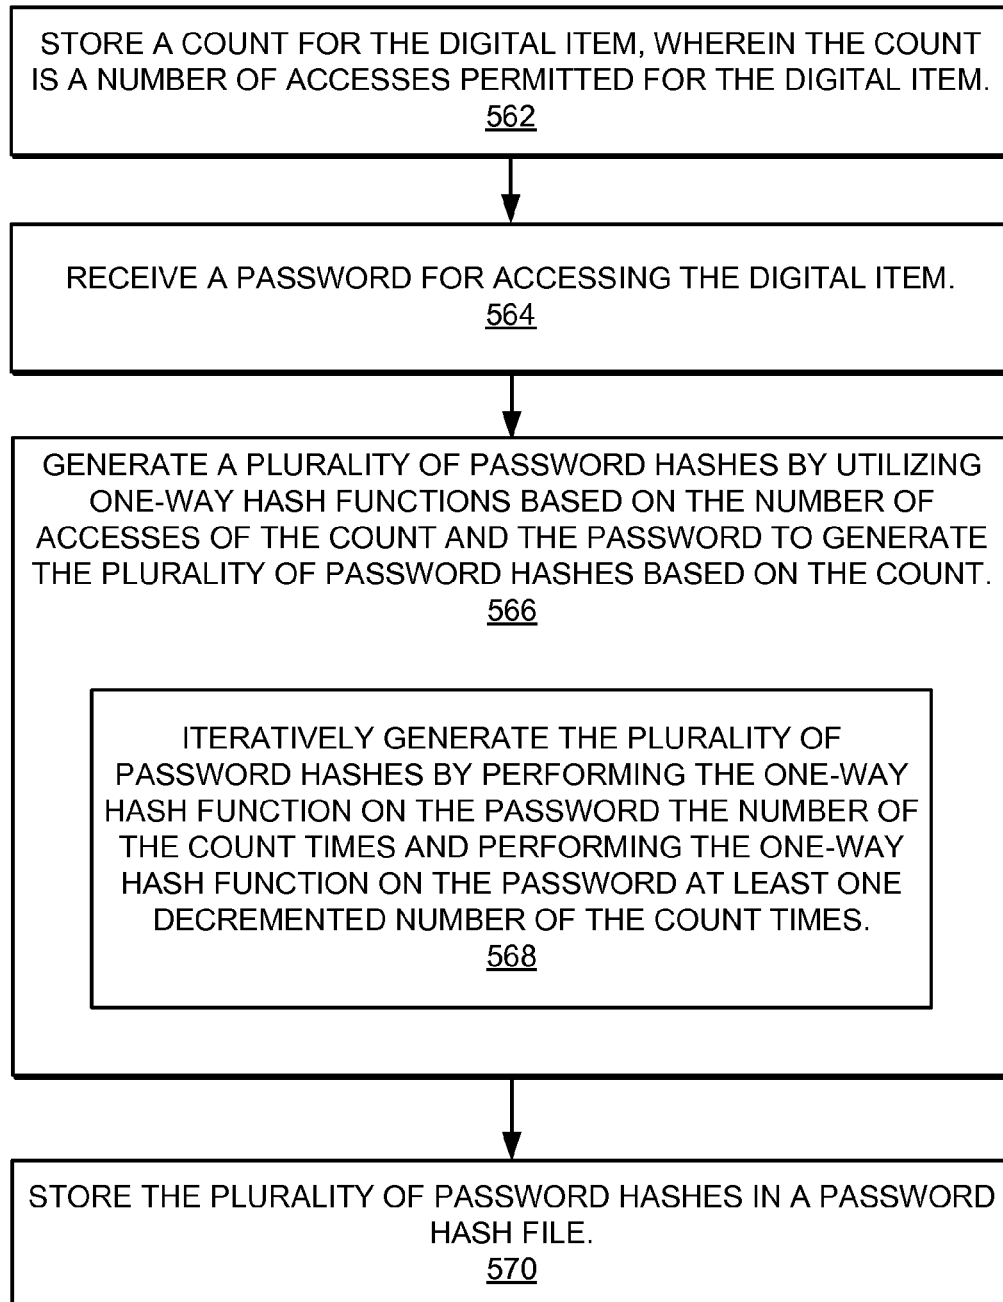 STORE A COUNT FOR THE DIGITAL ITEM, WHEREIN THE COUNT
IS A NUMBER OF ACCESSES PERMITTED FOR THE DIGITAL ITEM.
562
RECEIVE A PASSWORD FOR ACCESSING THE DIGITAL ITEM.
564
GENERATE A PLURALITY OF PASSWORD HASHES BY UTILIZING
ONE-WAY HASH FUNCTIONS BASED ON THE NUMBER OF
ACCESSES OF THE COUNT AND THE PASSWORD TO GENERATE
THE PLURALITY OF PASSWORD HASHES BASED ON THE COUNT.
566
ITERATIVELY GENERATE THE PLURALITY OF
PASSWORD HASHES BY PERFORMING THE ONE-WAY
HASH FUNCTION ON THE PASSWORD THE NUMBER OF
THE COUNT TIMES AND PERFORMING THE ONE-WAY
HASH FUNCTION ON THE PASSWORD AT LEAST ONE
DECREMENTED NUMBER OF THE COUNT TIMES.
568
STORE THE PLURALITY OF PASSWORD HASHES IN A PASSWORD
HASH FILE.
570